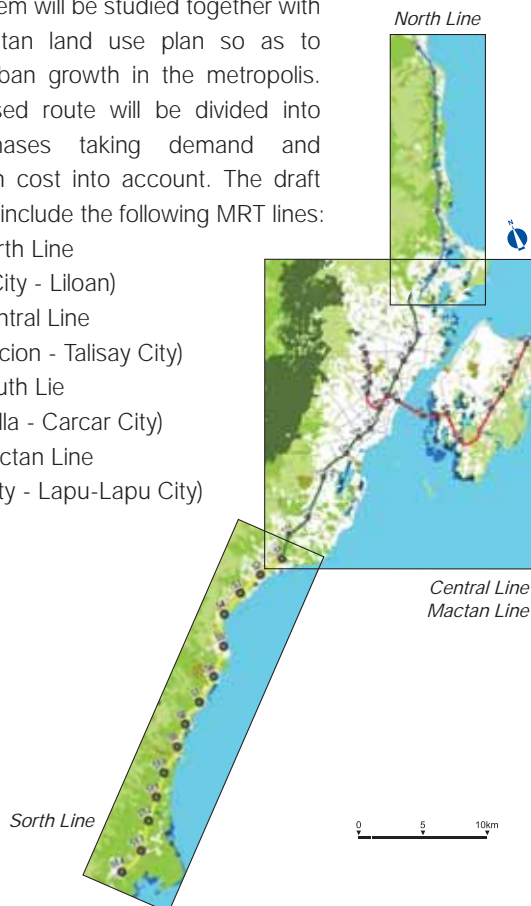 em will be studied together with
tan land use plan so as to
ban growth in the metropolis.
sed route will be divided into
ases taking demand and
n cost into account. The draft
include the following MRT lines:
rth Line
City - Liloan)
ntral Line
cion - Talisay City)
uth Lie
lla - Carcar City)
ctan Line
ty - Lapu-Lapu City)
North Line
N
Central Line
Mactan Line
Sorth Line
0 5 10km